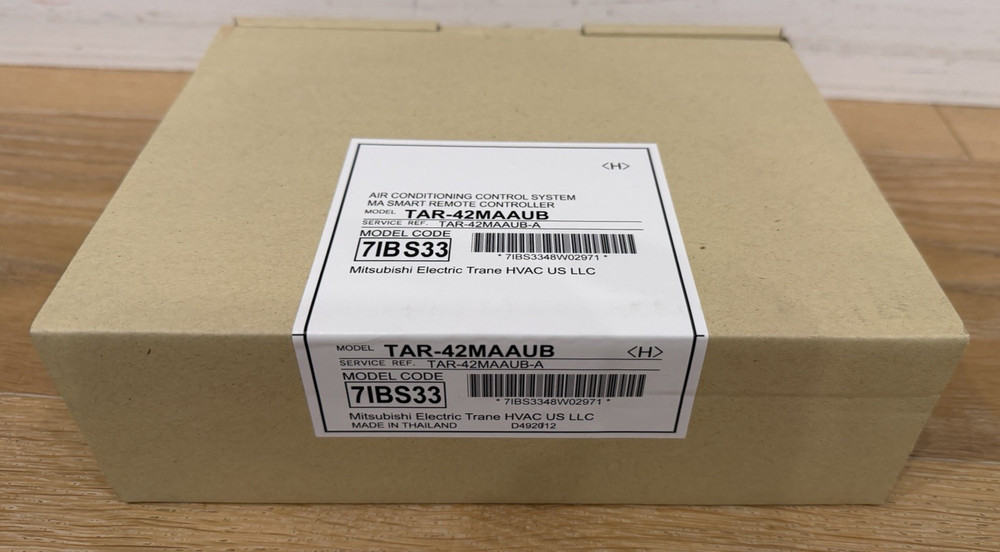 <H>
AIR CONDITIONING CONTROL SYSTEM
MA SMART REMOTE CONTROLLER
MODEL TAR-42MAAUB
SERVICE REF. TAR-42MAAUB-A
MODEL CODE
7IBS33
* 7IBS3348W02971 *
Mitsubishi Electric Trane HVAC US LLC
MODEL TAR-42MAAUB <H>
SERVICE REF. TAR-42MAAUB-A
MODEL CODE
7IBS33
* 7IBS3348W02971 *
Mitsubishi Electric Trane HVAC US LLC
MADE IN THAILAND D492012